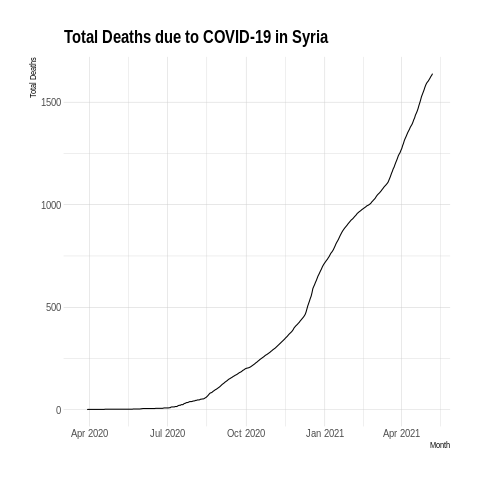 Total Deaths due to COVID-19 in Syria
Total Deaths
1500
1000
500
0
Apr 2020 Jul 2020 Oct 2020 Jan 2021 Apr 2021
Month